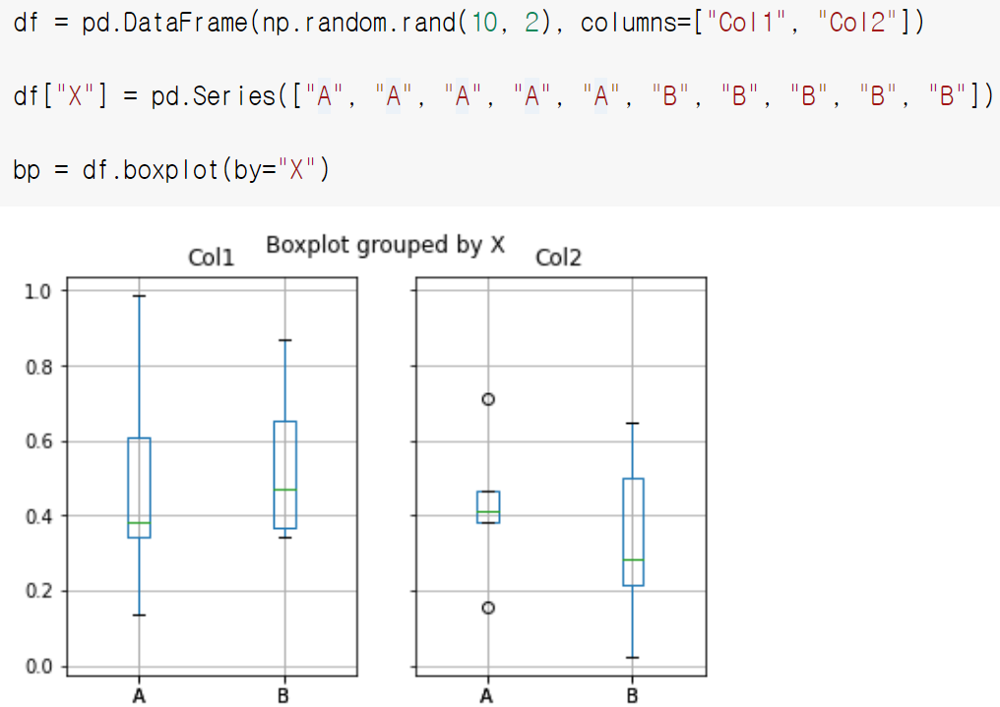 df = pd.DataFrame(np.random.rand(10, 2), columns=["Col1", "Col2"])
df["X"] = pd.Series(["A", "A", "A", "A", "A", "B", "B", "B", "B", "B"])
bp = df.boxplot(by="X")
Boxplot grouped by X
Col1 Col2
1.0
0.8
0.6
0.4
0.2
0.0
A B A B